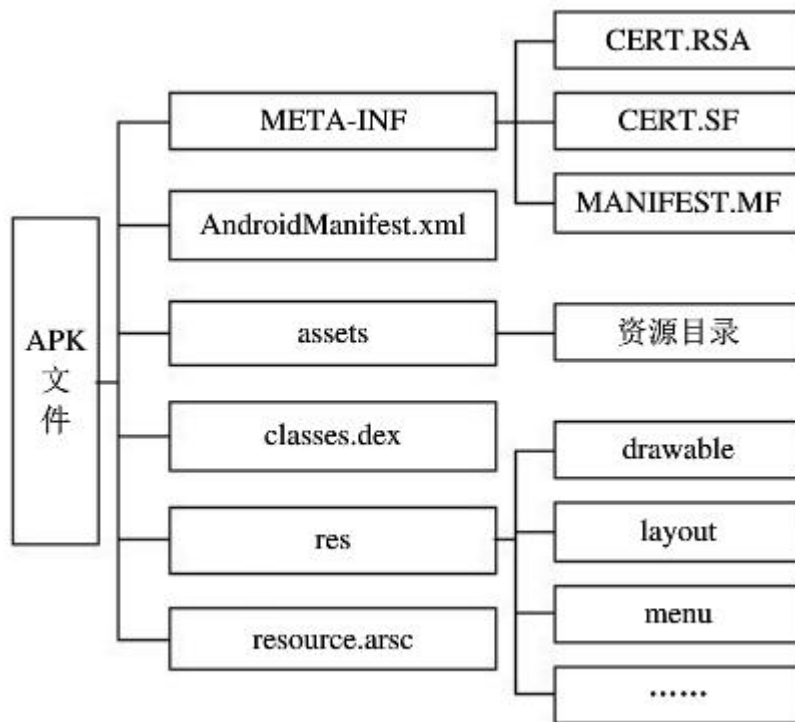 APK
文
件
META-INF
AndroidManifest.xml
assets
classes.dex
res
resource.arsc
CERT.RSA
CERT.SF
MANIFEST.MF
资源目录
drawable
layout
menu
……